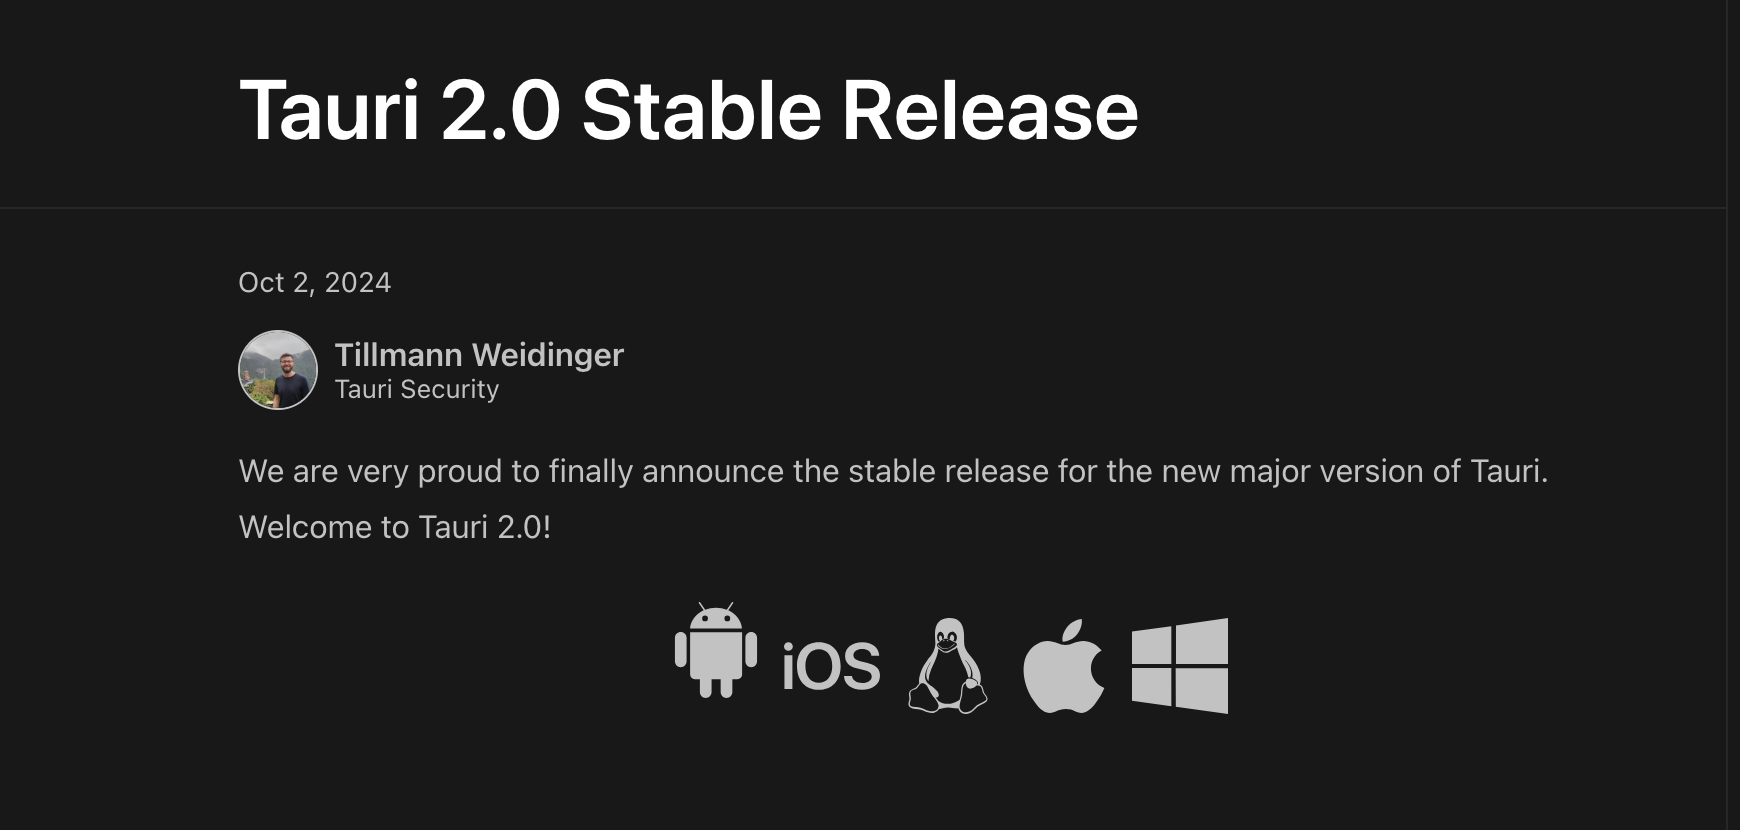 Tauri 2.0 Stable Release
Oct 2, 2024
Tillmann Weidinger
Tauri Security
We are very proud to finally announce the stable release for the new major version of Tauri.
Welcome to Tauri 2.0!
iOS